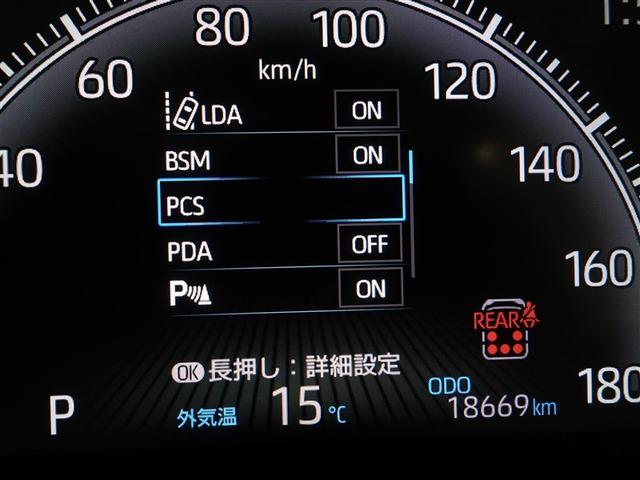 80 100
60 km/h 120
LDA ON
40 BSM ON 140
PCS
PDA OFF
160
P ON
REAR
OK 長押し：詳細設定
ODO 180
P 外気温 15℃ 18669km